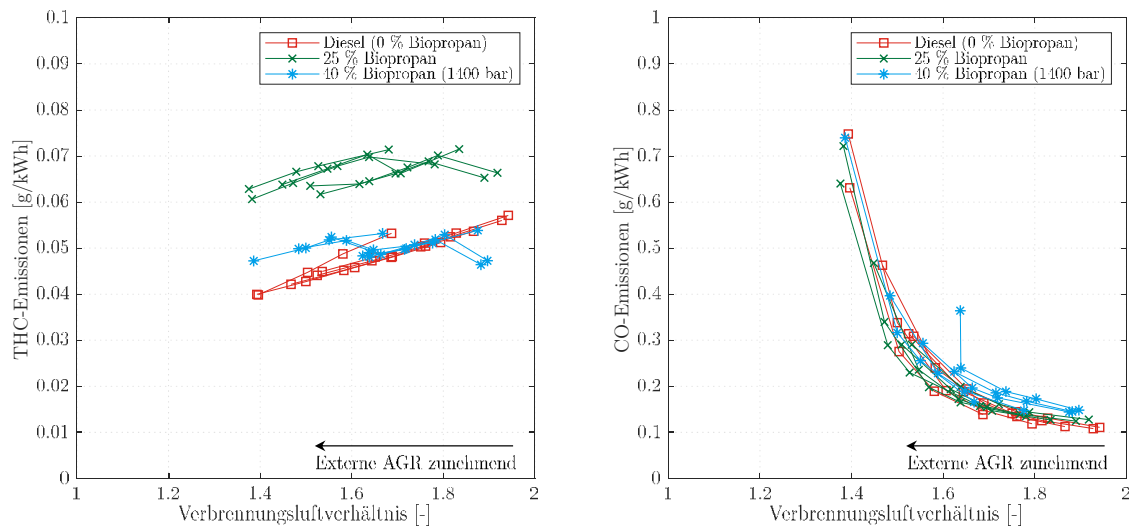 0.1
0.09
0.08
0.07
0.06
0.05
0.04
0.03
0.02
0.01
0
THC-Emissionen [g/kWh]
Diesel (0 % Biopropan)
25 % Biopropan
40 % Biopropan (1400 bar)
Externe AGR zunehmend
1 1.2 1.4 1.6 1.8 2
Verbrennungsluftverhältnis [-]
1
0.9
0.8
0.7
0.6
0.5
0.4
0.3
0.2
0.1
0
CO-Emissionen [g/kWh]
Diesel (0 % Biopropan)
25 % Biopropan
40 % Biopropan (1400 bar)
Externe AGR zunehmend
1 1.2 1.4 1.6 1.8 2
Verbrennungsluftverhältnis [-]